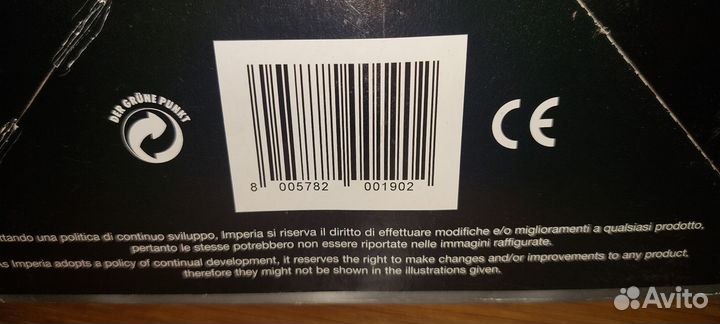 DER GRÜNE PUNKT
8 005782 001902
CE
una politica di continuo sviluppo, Imperia si riserva il diritto di effettuare modifiche e/o miglioramenti a qualsiasi prodotto,
pertanto le stesse potrebbero non essere riportate nelle immagini raffigurate.
As Imperia adopts a policy of continual development, it reserves the right to make changes and/or improvements to any product,
therefore they might not be shown in the illustrations given.
Avito